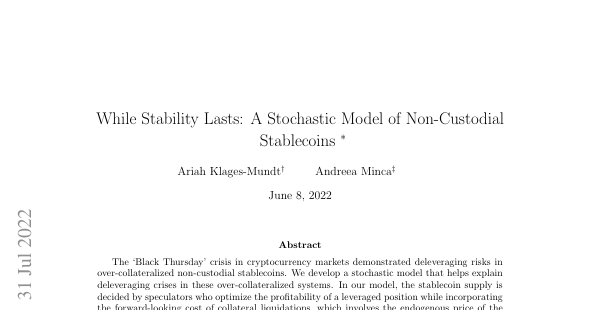 While Stability Lasts: A Stochastic Model of Non-Custodial
Stablecoins *
Ariah Klages-Mundt† Andreea Minca‡
June 8, 2022
31 Jul 2022
Abstract
The ‘Black Thursday’ crisis in cryptocurrency markets demonstrated deleveraging risks in
over-collateralized non-custodial stablecoins. We develop a stochastic model that helps explain
deleveraging crises in these over-collateralized systems. In our model, the stablecoin supply is
decided by speculators who optimize the profitability of a leveraged position while incorporating
the forward-looking cost of collateral liquidations, which involves the endogenous price of the